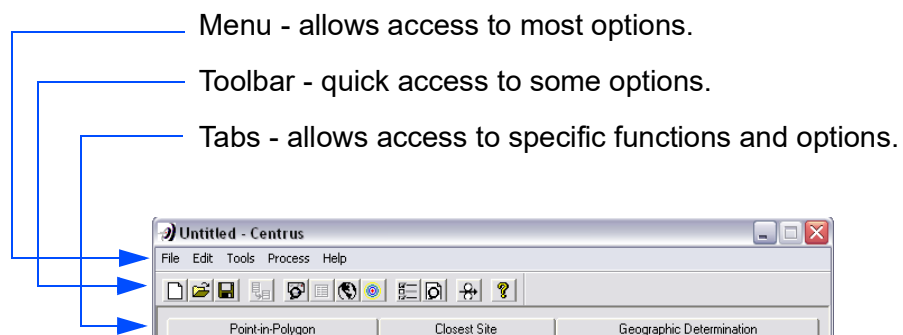 Menu - allows access to most options.
Toolbar - quick access to some options.
Tabs - allows access to specific functions and options.
Untitled - Centrus
File Edit Tools Process Help
Point-in-Polygon Closest Site Geographic Determination